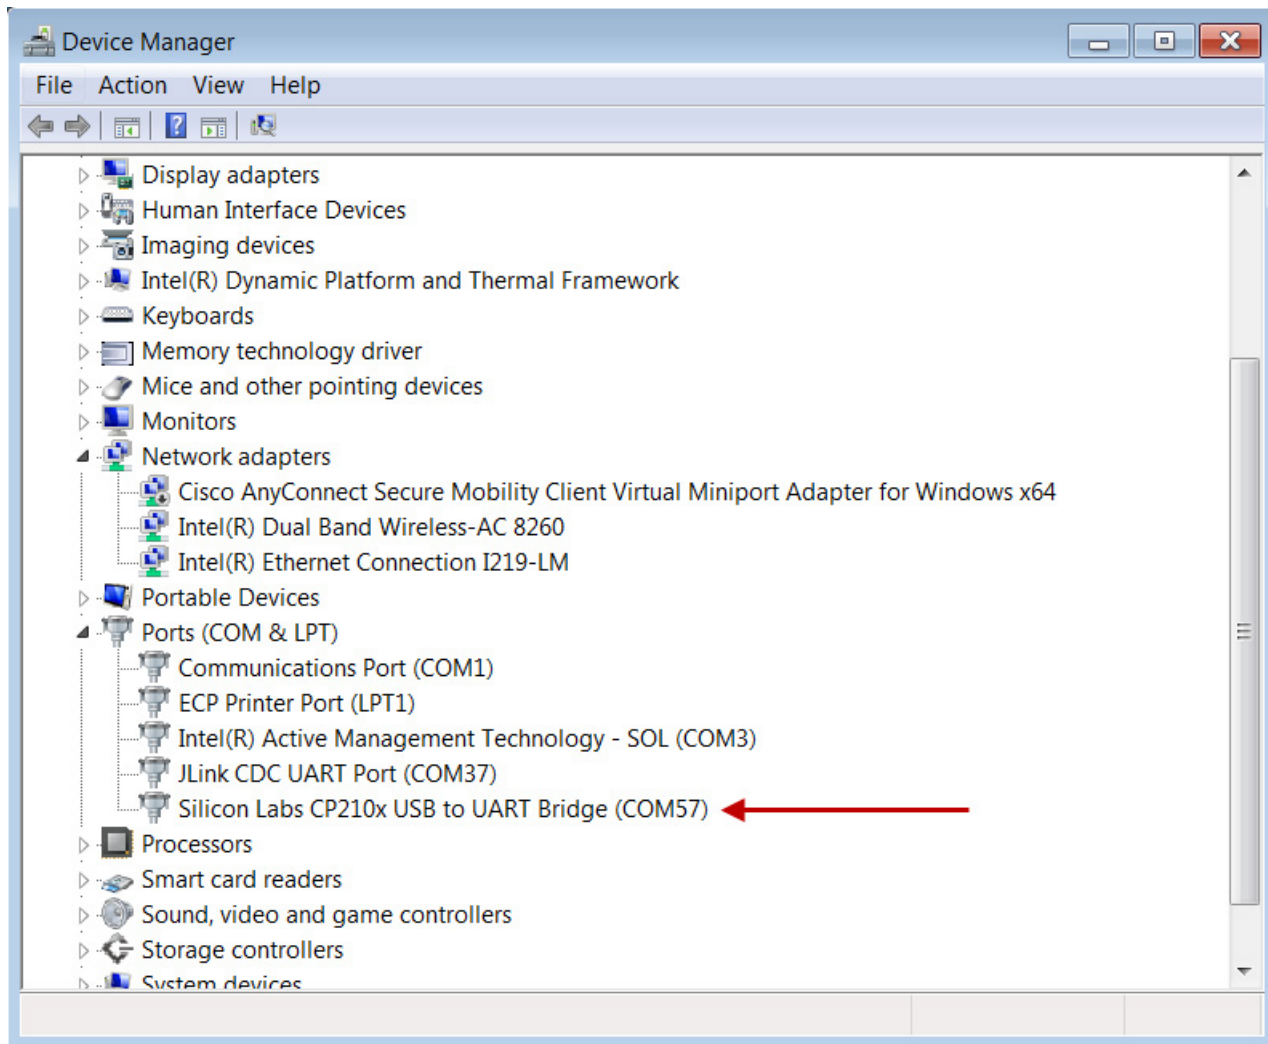 Device Manager
File Action View Help
Display adapters
Human Interface Devices
Imaging devices
Intel(R) Dynamic Platform and Thermal Framework
Keyboards
Memory technology driver
Mice and other pointing devices
Monitors
Network adapters
Cisco AnyConnect Secure Mobility Client Virtual Miniport Adapter for Windows x64
Intel(R) Dual Band Wireless-AC 8260
Intel(R) Ethernet Connection I219-LM
Portable Devices
Ports (COM & LPT)
Communications Port (COM1)
ECP Printer Port (LPT1)
Intel(R) Active Management Technology - SOL (COM3)
JLink CDC UART Port (COM37)
Silicon Labs CP210x USB to UART Bridge (COM57)
Processors
Smart card readers
Sound, video and game controllers
Storage controllers
System devices